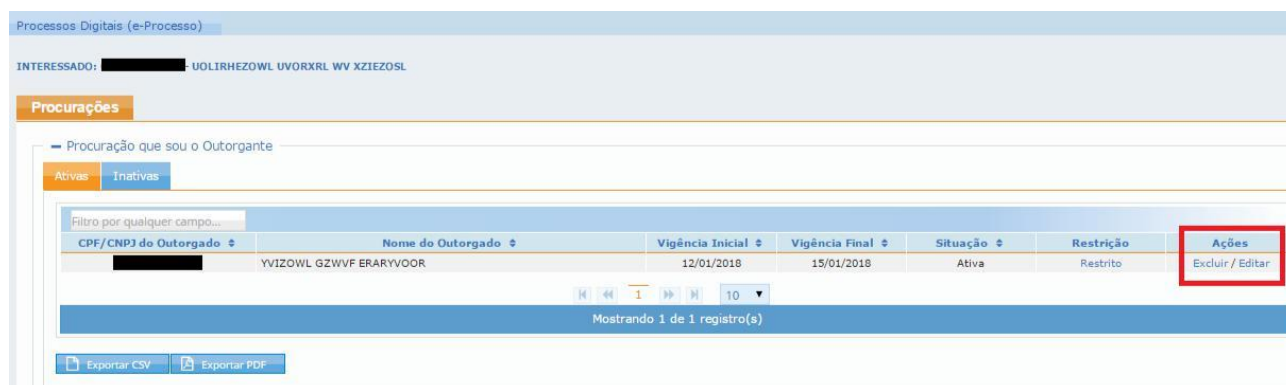 Processos Digitais (e-Processo)
INTERESSADO: - UOLIRHEZOWL UVORXRL WV XZIEZOSL
Procurações
Procuração que sou o Outorgante
Ativas Inativas
Filtro por qualquer campo...
CPF/CNPJ do Outorgado Nome do Outorgado Vigência Inicial Vigência Final Situação Restrição Ações
YVIZOWL GZWVF ERARYVOOR 12/01/2018 15/01/2018 Ativa Restrito Excluir / Editar
1 10
Mostrando 1 de 1 registro(s)
Exportar CSV Exportar PDF